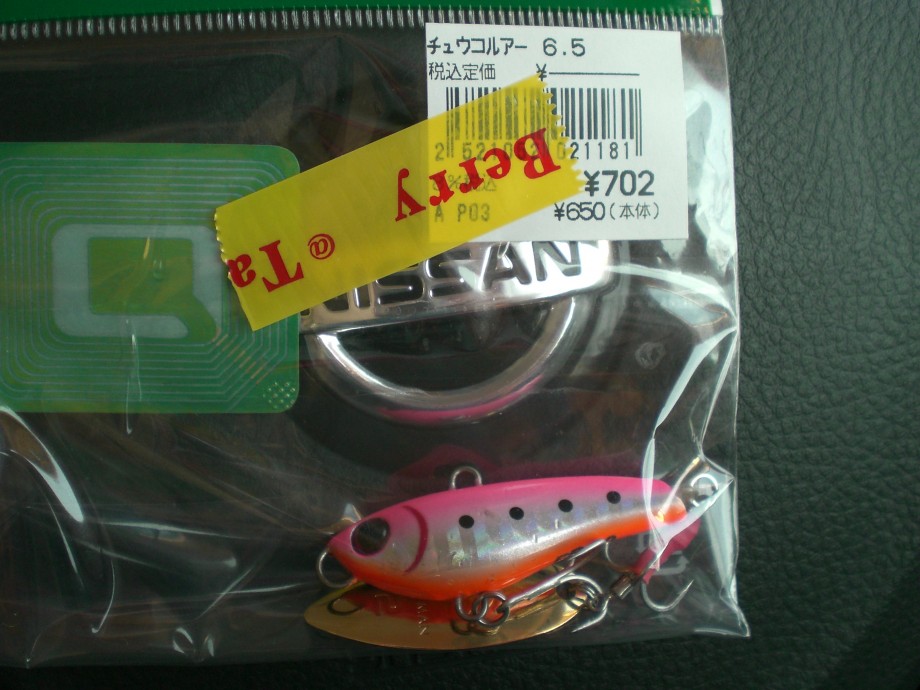 チュウコルアー 6.5
税込定価 ¥
021181
¥702
A P03
¥650(本体)
Berry
@Ta
NISSAN